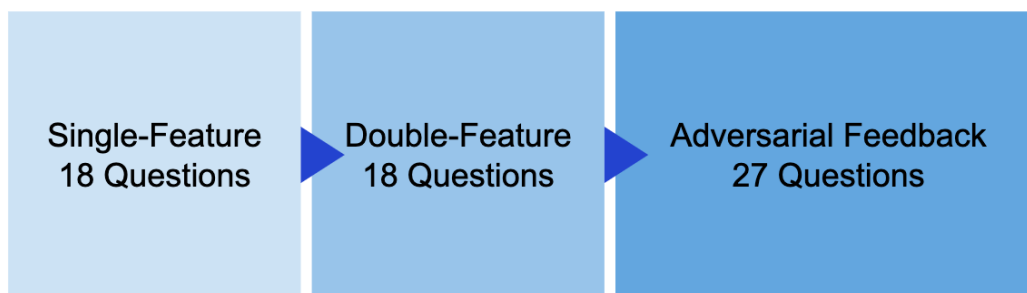 Single-Feature
18 Questions
Double-Feature
18 Questions
Adversarial Feedback
27 Questions